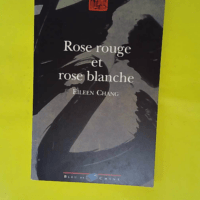 Rose rouge
et
rose blanche
EILEEN CHANG